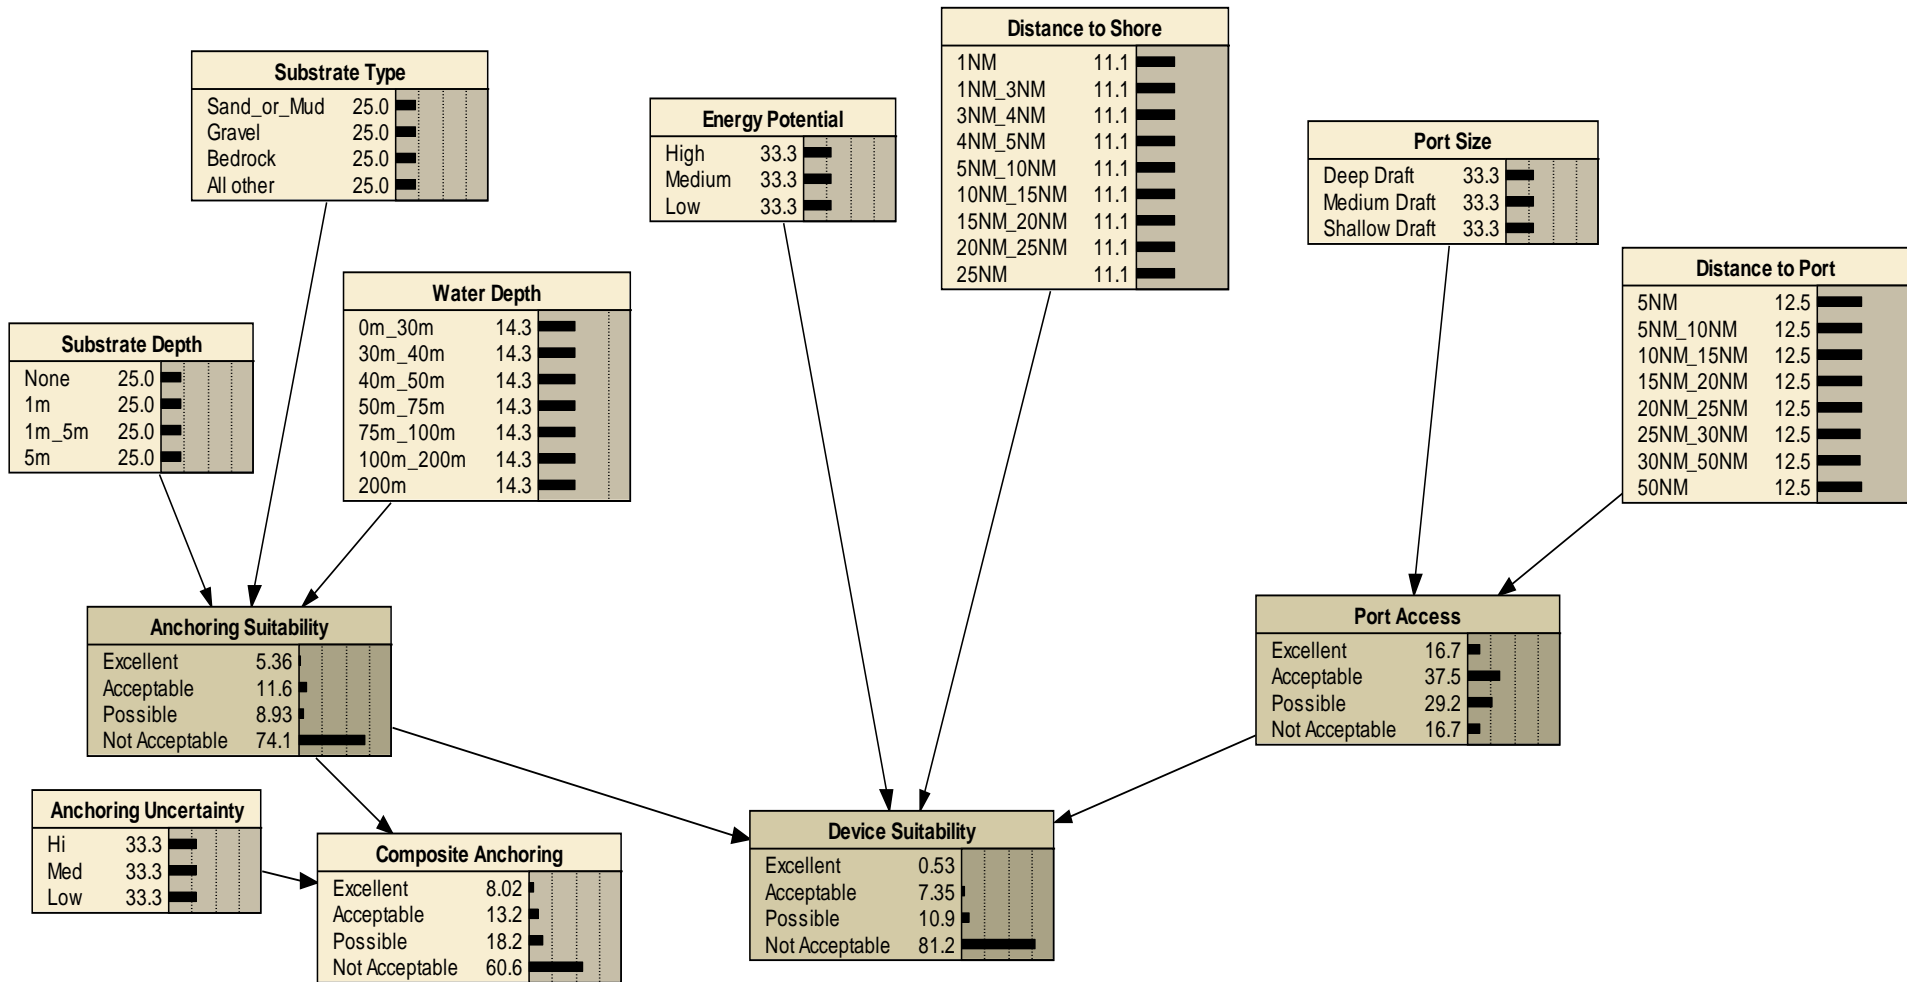 Distance to Shore
1NM 11.1
1NM_3NM 11.1
3NM_4NM 11.1
4NM_5NM 11.1
5NM_10NM 11.1
10NM_15NM 11.1
15NM_20NM 11.1
20NM_25NM 11.1
25NM 11.1
Substrate Type
Sand_or_Mud 25.0
Gravel 25.0
Bedrock 25.0
All other 25.0
Energy Potential
High 33.3
Medium 33.3
Low 33.3
Port Size
Deep Draft 33.3
Medium Draft 33.3
Shallow Draft 33.3
Distance to Port
5NM 12.5
5NM_10NM 12.5
10NM_15NM 12.5
15NM_20NM 12.5
20NM_25NM 12.5
25NM_30NM 12.5
30NM_50NM 12.5
50NM 12.5
Water Depth
0m_30m 14.3
30m_40m 14.3
40m_50m 14.3
50m_75m 14.3
75m_100m 14.3
100m_200m 14.3
200m 14.3
Substrate Depth
None 25.0
1m 25.0
1m_5m 25.0
5m 25.0
Anchoring Suitability
Excellent 5.36
Acceptable 11.6
Possible 8.93
Not Acceptable 74.1
Port Access
Excellent 16.7
Acceptable 37.5
Possible 29.2
Not Acceptable 16.7
Anchoring Uncertainty
Hi 33.3
Med 33.3
Low 33.3
Composite Anchoring
Excellent 8.02
Acceptable 13.2
Possible 18.2
Not Acceptable 60.6
Device Suitability
Excellent 0.53
Acceptable 7.35
Possible 10.9
Not Acceptable 81.2